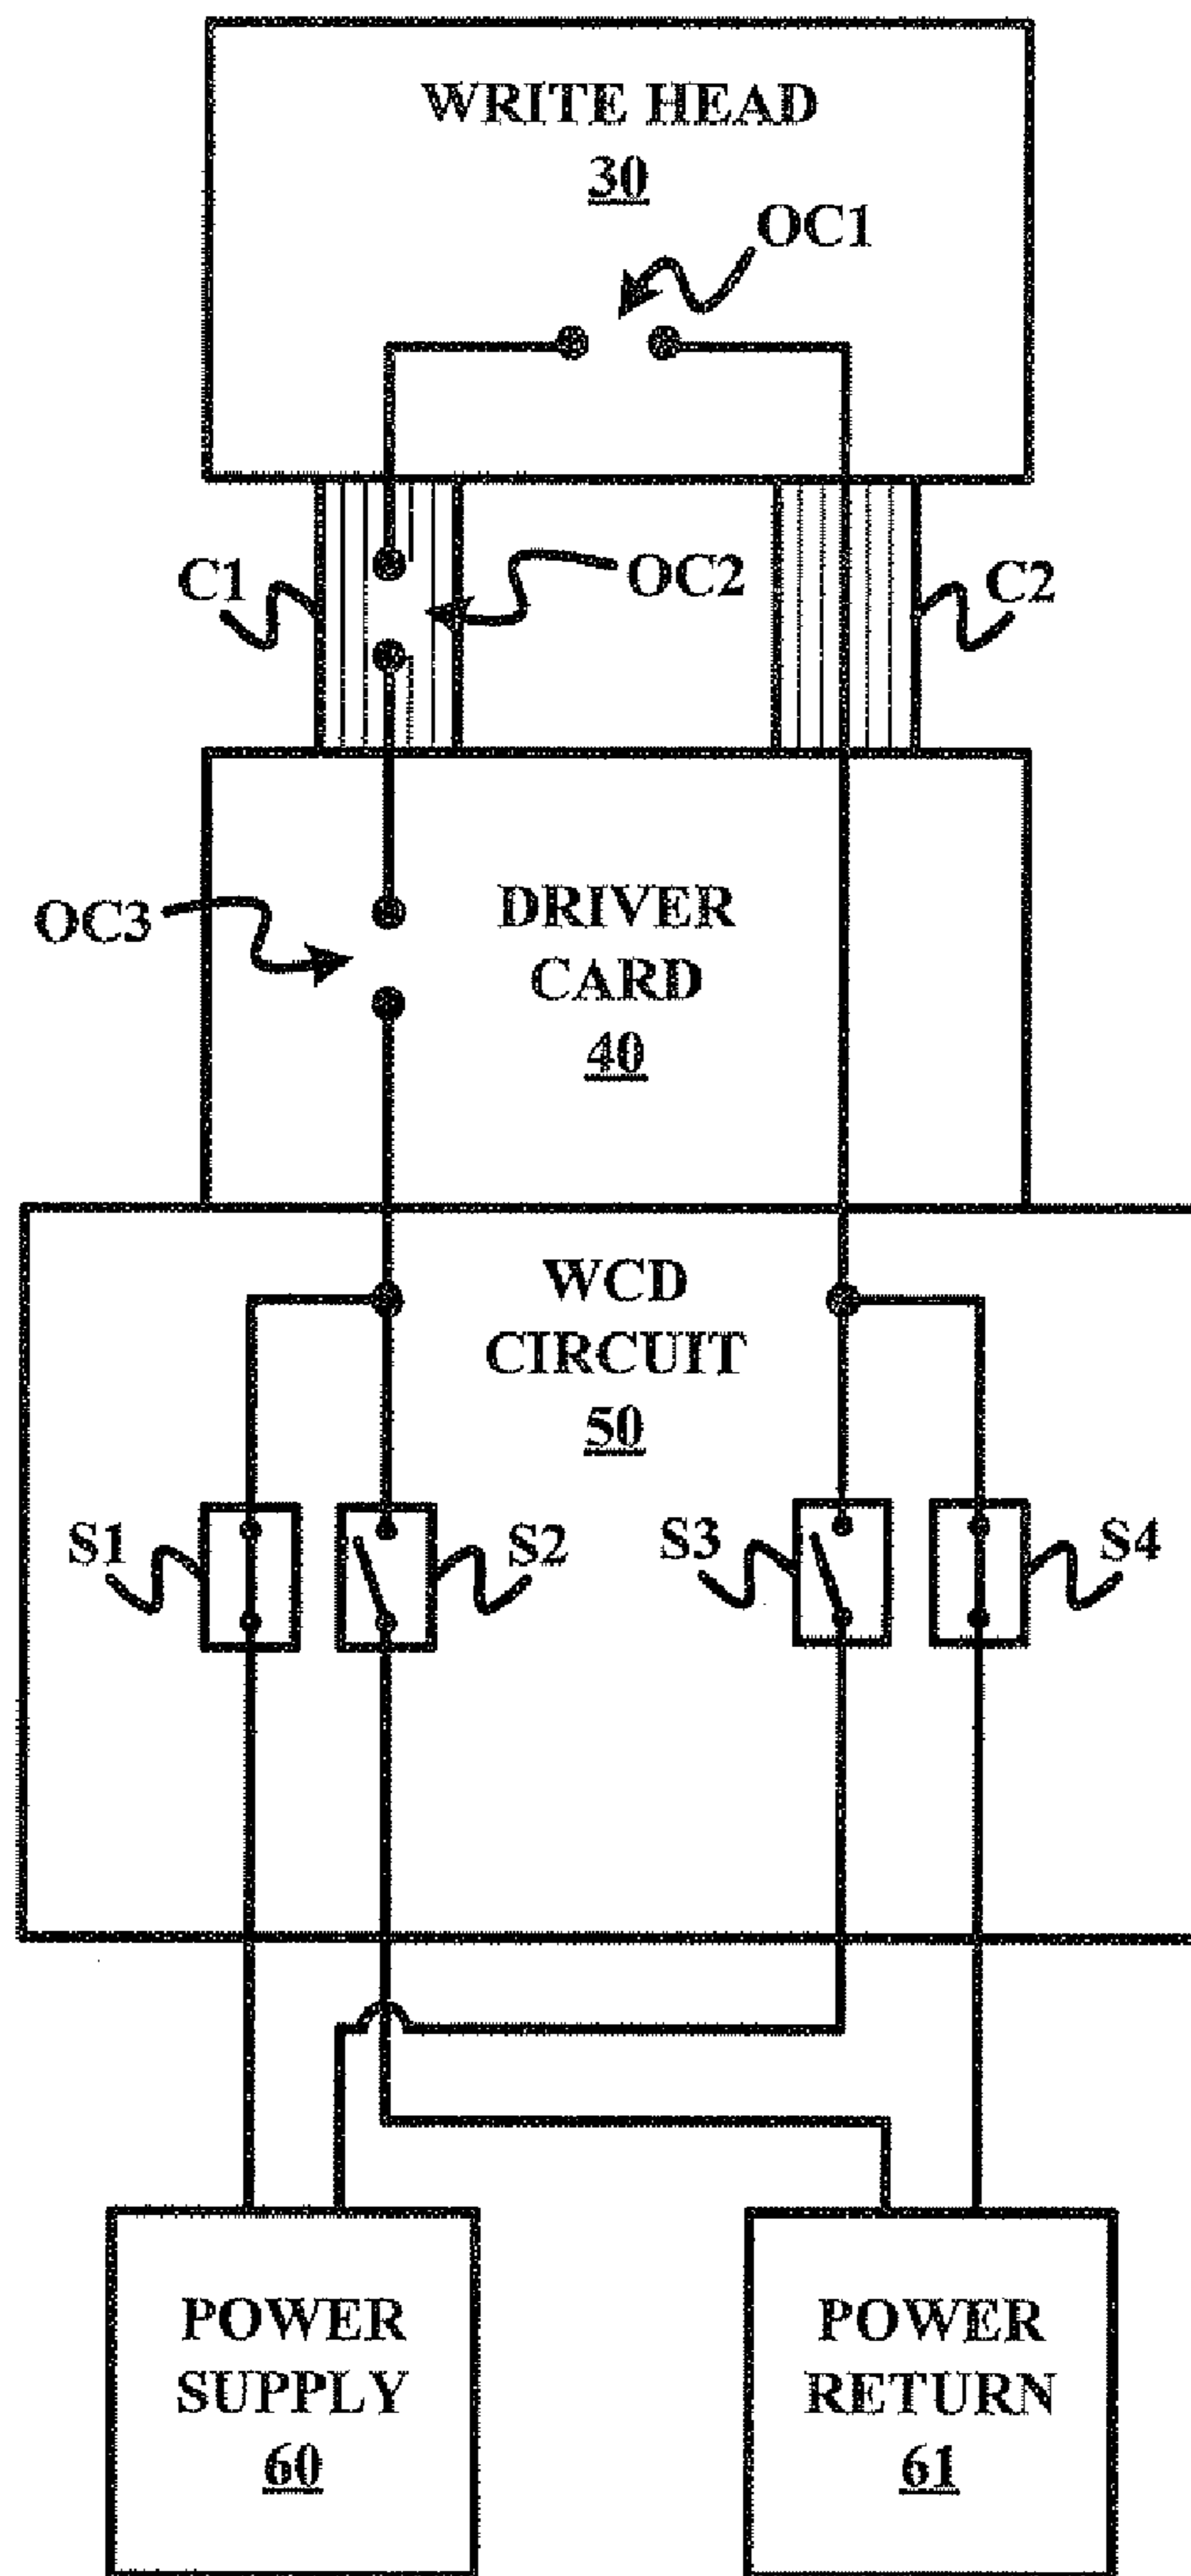 WRITE HEAD
30
OC1
C1
OC2
C2
OC3
DRIVER
CARD
40
WCD
CIRCUIT
50
S1
S2
S3
S4
POWER
SUPPLY
60
POWER
RETURN
61